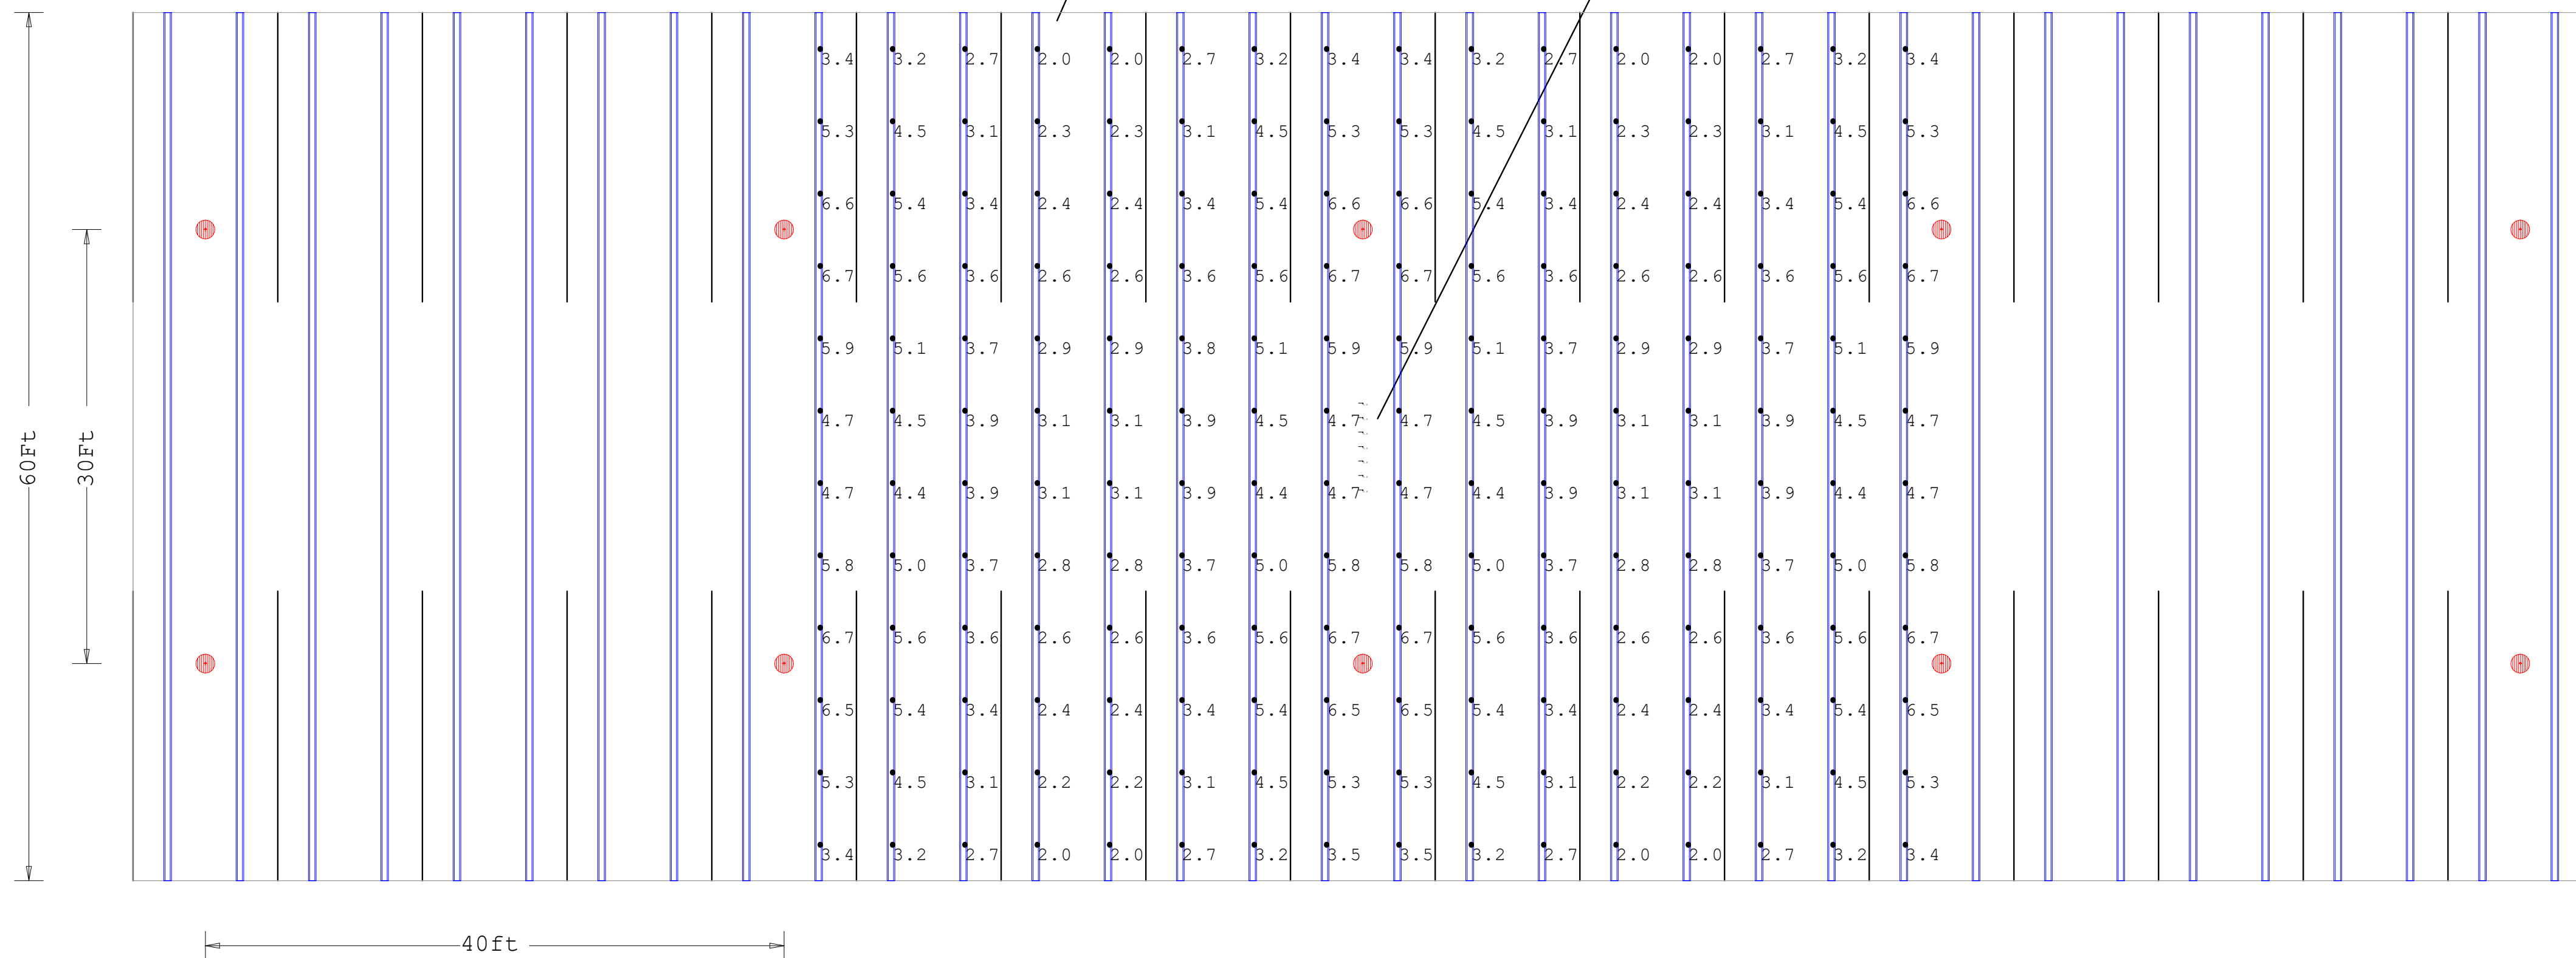 3.4 3.2 2.7 2.0 2.0 2.7 3.2 3.4 3.4 3.2 2.7 2.0 2.0 2.7 3.2 3.4
5.3 4.5 3.1 2.3 2.3 3.1 4.5 5.3 5.3 4.5 3.1 2.3 2.3 3.1 4.5 5.3
6.6 5.4 3.4 2.4 2.4 3.4 5.4 6.6 6.6 5.4 3.4 2.4 2.4 3.4 5.4 6.6
6.7 5.6 3.6 2.6 2.6 3.6 5.6 6.7 6.7 5.6 3.6 2.6 2.6 3.6 5.6 6.7
5.9 5.1 3.7 2.9 2.9 3.8 5.1 5.9 5.9 5.1 3.7 2.9 2.9 3.7 5.1 5.9
4.7 4.5 3.9 3.1 3.1 3.9 4.5 4.7 4.7 4.5 3.9 3.1 3.1 3.9 4.5 4.7
60Ft
30Ft
4.7 4.4 3.9 3.1 3.1 3.9 4.4 4.7 4.7 4.4 3.9 3.1 3.1 3.9 4.4 4.7
5.8 5.0 3.7 2.8 2.8 3.7 5.0 5.8 5.8 5.0 3.7 2.8 2.8 3.7 5.0 5.8
6.7 5.6 3.6 2.6 2.6 3.6 5.6 6.7 6.7 5.6 3.6 2.6 2.6 3.6 5.6 6.7
6.5 5.4 3.4 2.4 2.4 3.4 5.4 6.5 6.5 5.4 3.4 2.4 2.4 3.4 5.4 6.5
5.3 4.5 3.1 2.2 2.2 3.1 4.5 5.3 5.3 4.5 3.1 2.2 2.2 3.1 4.5 5.3
3.4 3.2 2.7 2.0 2.0 2.7 3.2 3.5 3.5 3.2 2.7 2.0 2.0 2.7 3.2 3.4
40ft